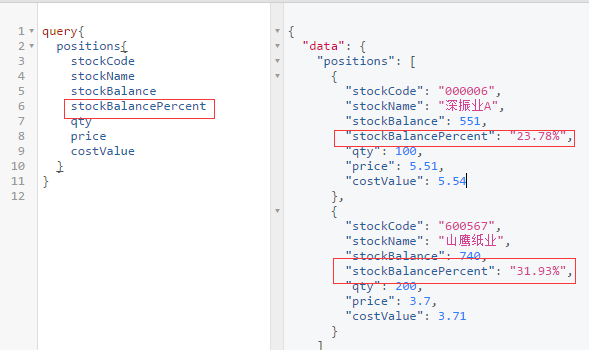 1 query{
2 positions{
3 stockCode
4 stockName
5 stockBalance
6 stockBalancePercent
7 qty
8 price
9 costValue
10 }
11 }
12
{
"data": {
"positions": [
{
"stockCode": "000006",
"stockName": "深振业A",
"stockBalance": 551,
"stockBalancePercent": "23.78%",
"qty": 100,
"price": 5.51,
"costValue": 5.54
},
{
"stockCode": "600567",
"stockName": "山鹰纸业",
"stockBalance": 740,
"stockBalancePercent": "31.93%",
"qty": 200,
"price": 3.7,
"costValue": 3.71
}
]